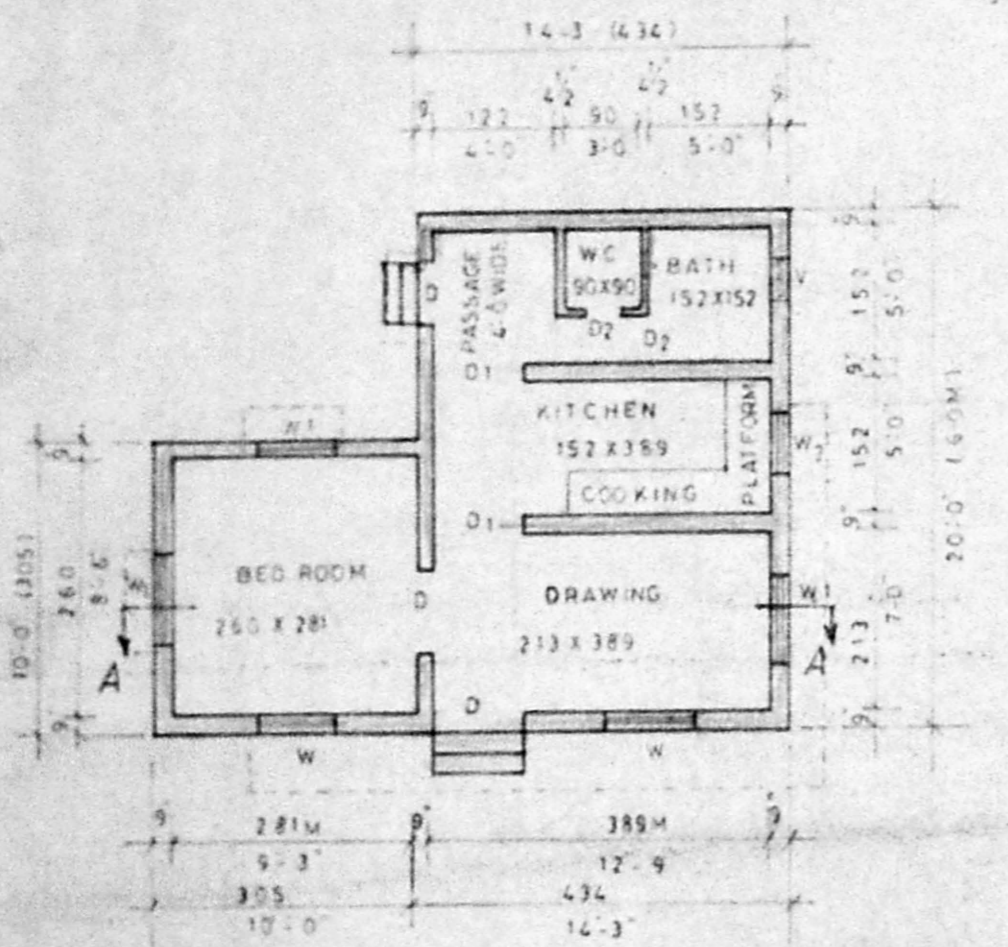 14-3 (434)
9" 122 4½" 90 4½" 152 9"
4'-0" 3'-0" 5'-0"
PASSAGE
4-0 WIDE
WC
90X90
BATH
152X152
D
V
D2
D2
D1
KITCHEN
152 X 389
PLATFORM
COOKING
W2
W1
D1
BED ROOM
260 X 281
D
DRAWING
213 X 389
W1
A
A
D
W
W
9"
152
5'-0"
9"
152
5'-0"
9"
213
7'-0"
9"
20'-0"
10'-0" (305)
9"
260
8'-6"
9"
9" 281M 9" 389M 9"
9'-3" 12'-9"
305 434
10'-0" 14'-3"